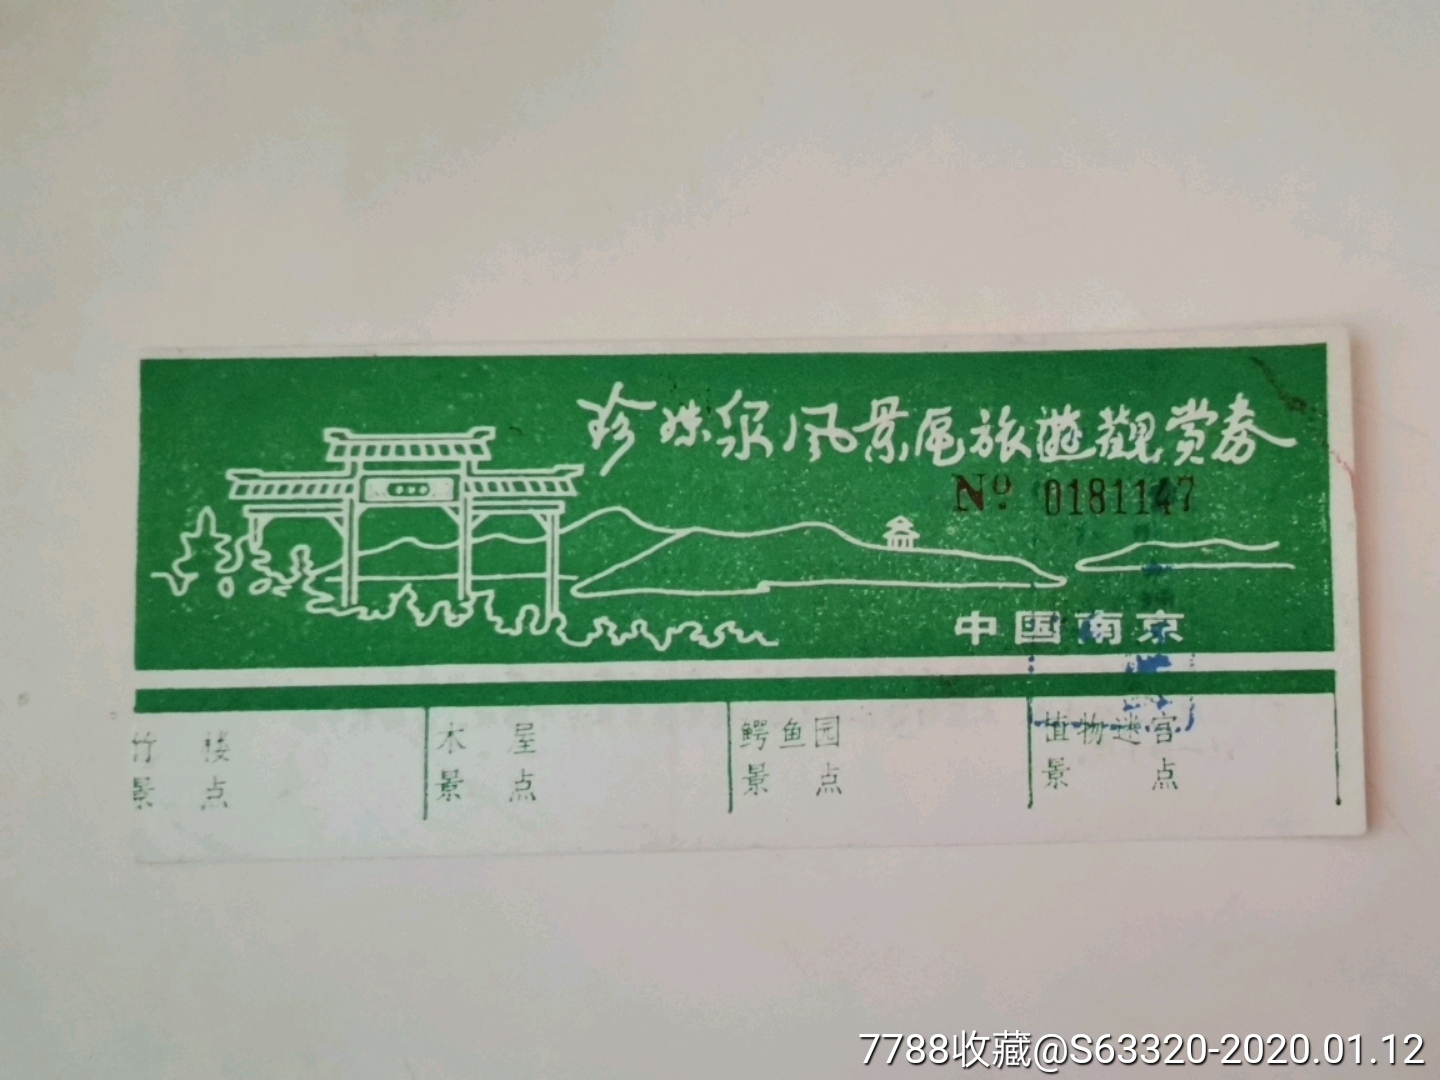 珍珠泉风景区旅遊觀赏券
Nº 0181147
中国南京
竹楼 木屋 鳄鱼园 植物迷宫
景点 景点 景点 景点
7788收藏@S63320-2020.01.12